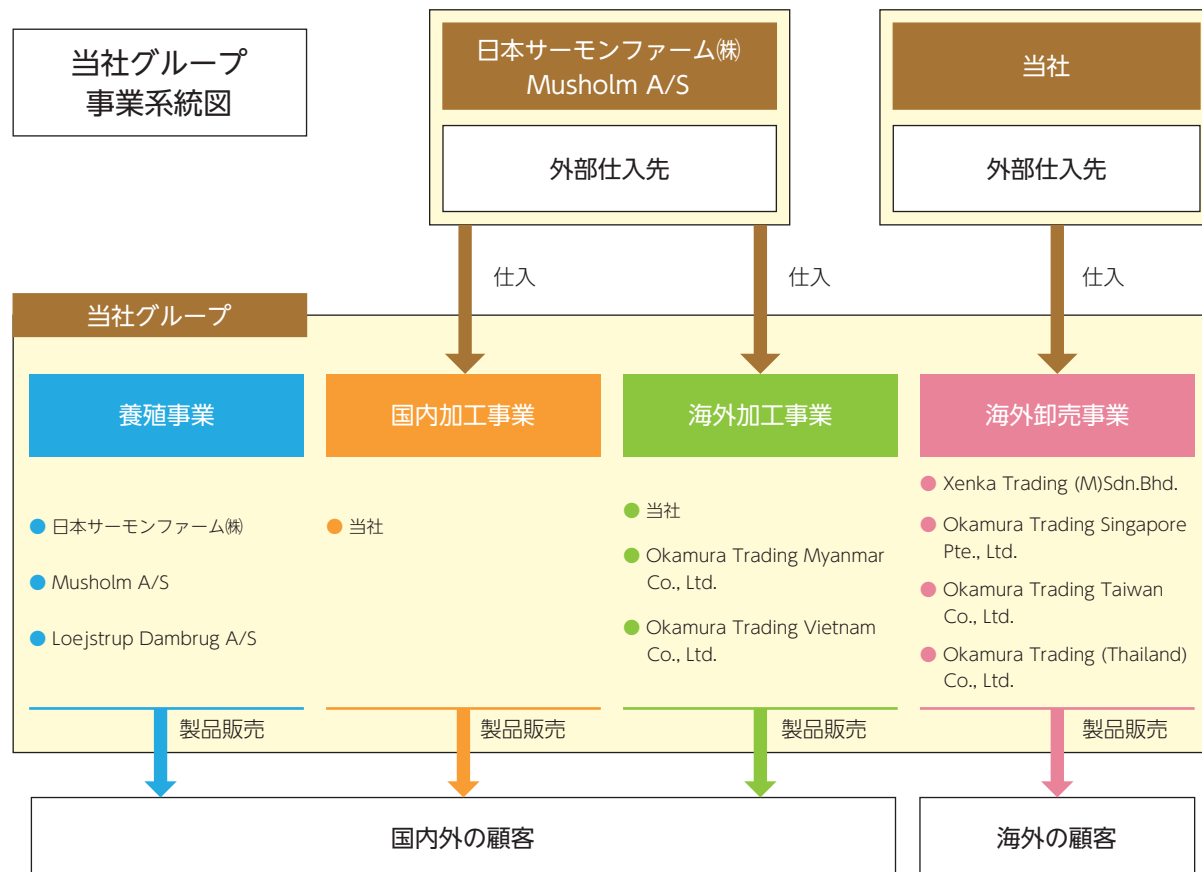 当社グループ
事業系統図
日本サーモンファーム㈱
Musholm A/S
外部仕入先
当社
外部仕入先
仕入
仕入
仕入
当社グループ
養殖事業
日本サーモンファーム㈱
Musholm A/S
Loejstrup Dambrug A/S
製品販売
国内加工事業
当社
製品販売
海外加工事業
当社
Okamura Trading Myanmar
Co., Ltd.
Okamura Trading Vietnam
Co., Ltd.
製品販売
海外卸売事業
Xenka Trading (M)Sdn.Bhd.
Okamura Trading Singapore
Pte., Ltd.
Okamura Trading Taiwan
Co., Ltd.
Okamura Trading (Thailand)
Co., Ltd.
製品販売
国内外の顧客
海外の顧客